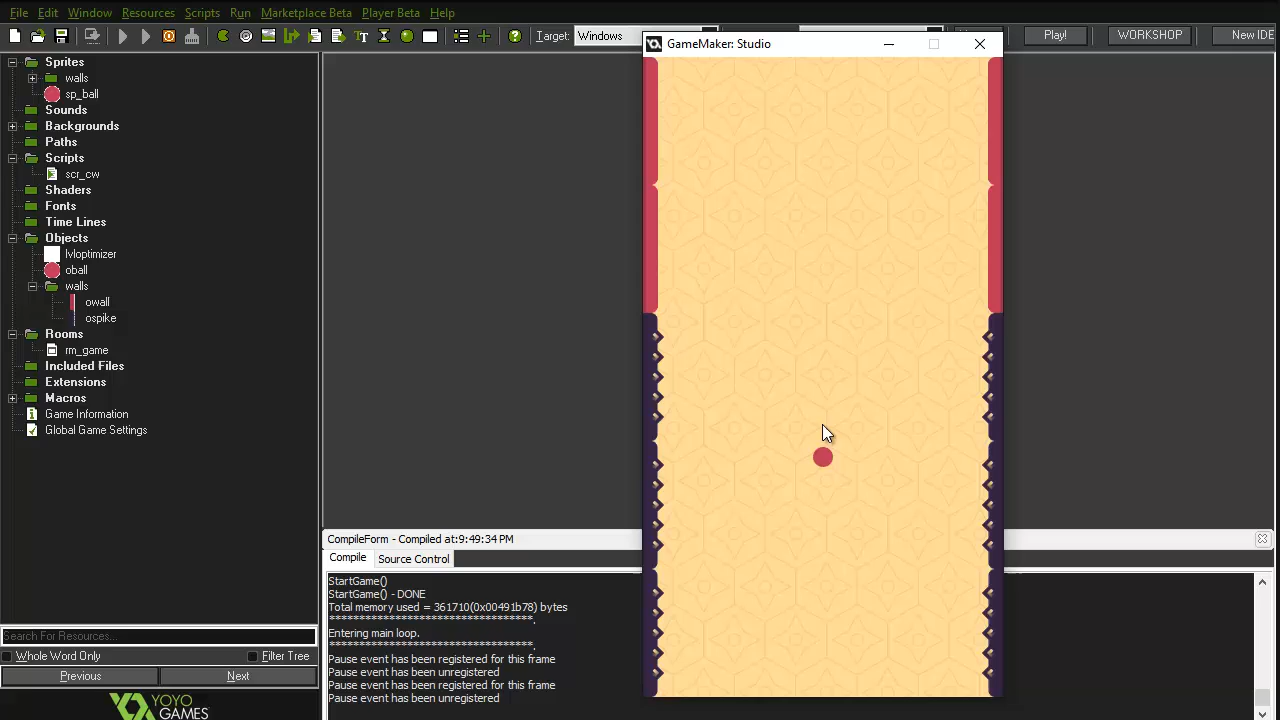 File Edit Window Resources Scripts Run Marketplace Beta Player Beta Help
Target: Windows
Play! WORKSHOP New IDE
GameMaker: Studio
Sprites
walls
sp_ball
Sounds
Backgrounds
Paths
Scripts
scr_cw
Shaders
Fonts
Time Lines
Objects
lvloptimizer
oball
walls
owall
ospike
Rooms
rm_game
Included Files
Extensions
Macros
Game Information
Global Game Settings
Search For Resources...
Whole Word Only Filter Tree
Previous Next
YOYO
GAMES
CompileForm - Compiled at:9:49:34 PM
Compile Source Control
StartGame()
StartGame() - DONE
Total memory used = 361710(0x00491b78) bytes
Entering main loop.
Pause event has been registered for this frame
Pause event has been unregistered
Pause event has been registered for this frame
Pause event has been unregistered